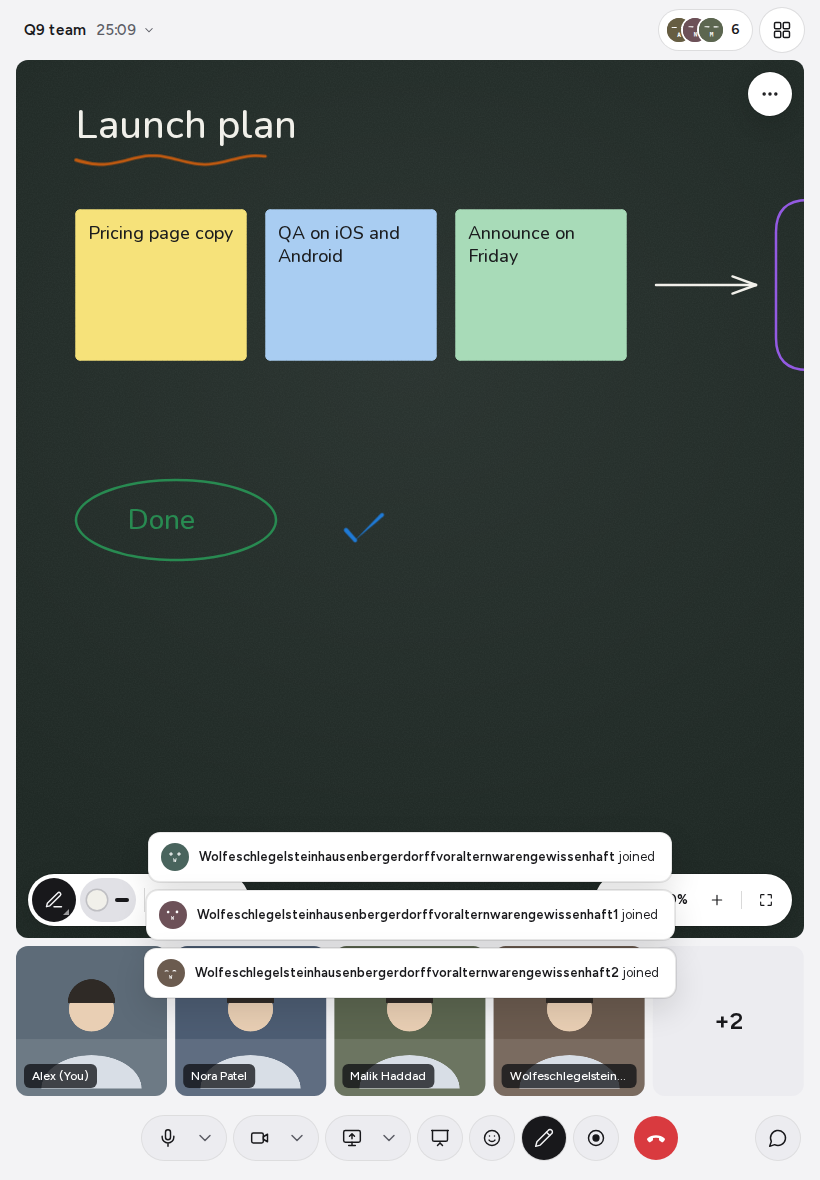 Q9 team 25:09
6
Launch plan
Pricing page copy
QA on iOS and
Android
Announce on
Friday
Done
Wolfeschlegelsteinhausenbergerdorffvoralternwarengewissenhaft joined
Wolfeschlegelsteinhausenbergerdorffvoralternwarengewissenhaft1 joined
Wolfeschlegelsteinhausenbergerdorffvoralternwarengewissenhaft2 joined
+2
Alex (You)
Nora Patel
Malik Haddad
Wolfeschlegelstein...